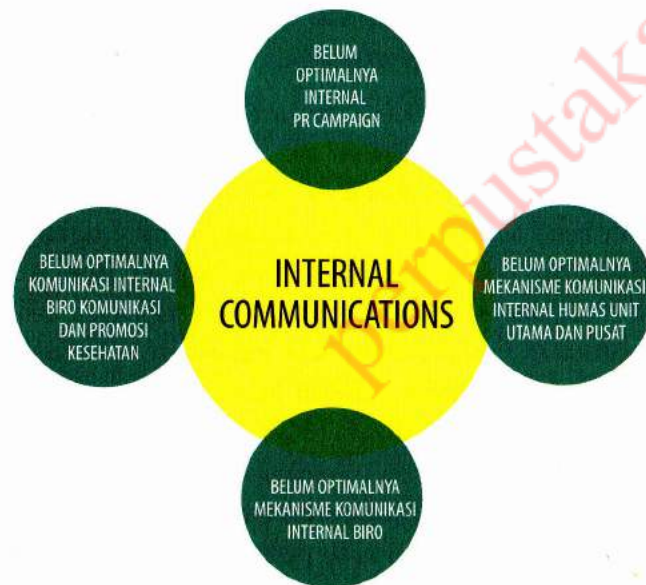 BELUM
OPTIMALNYA
INTERNAL
PR CAMPAIGN
BELUM OPTIMALNYA
KOMUNIKASI INTERNAL
BIRO KOMUNIKASI
DAN PROMOSI
KESEHATAN
INTERNAL
COMMUNICATIONS
BELUM OPTIMALNYA
MEKANISME KOMUNIKASI
INTERNAL HUMAS UNIT
UTAMA DAN PUSAT
BELUM OPTIMALNYA
MEKANISME KOMUNIKASI
INTERNAL BIRO
perpustaka